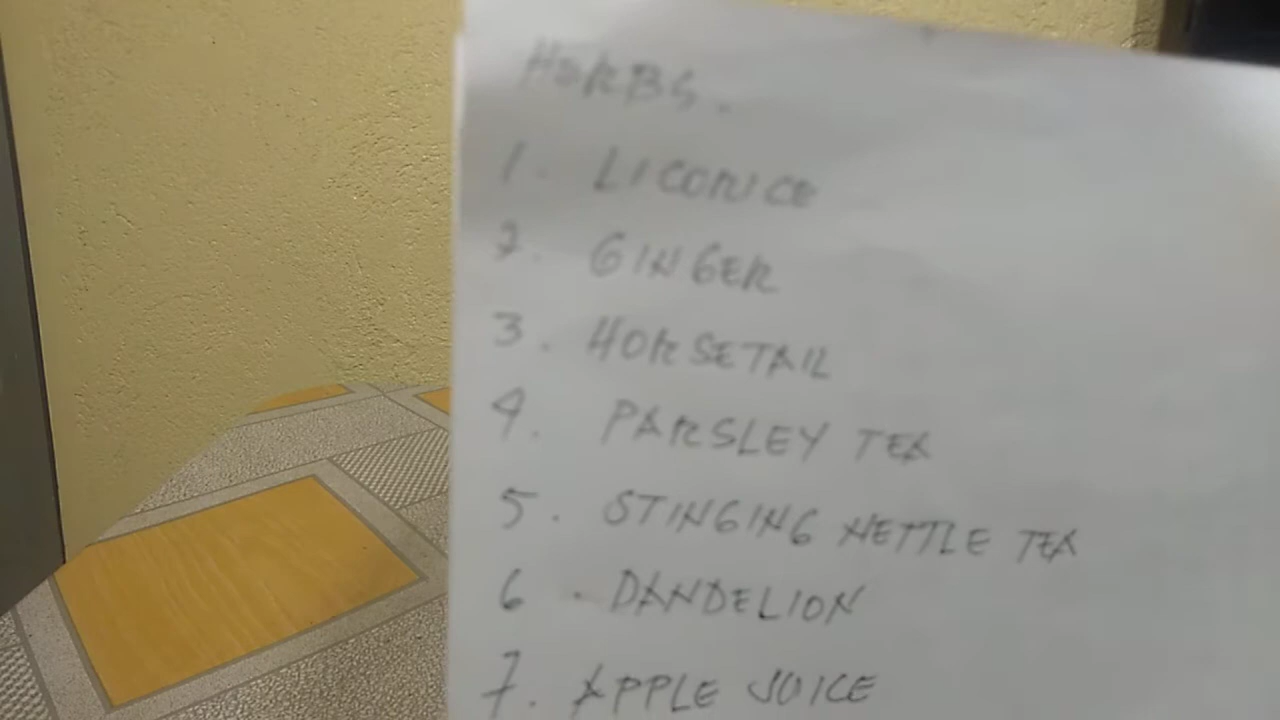 HERBS.
1. LICORICE
2. GINGER
3. HORSETAIL
4. PARSLEY TEA
5. STINGING NETTLE TEA
6. DANDELION
7. APPLE JUICE